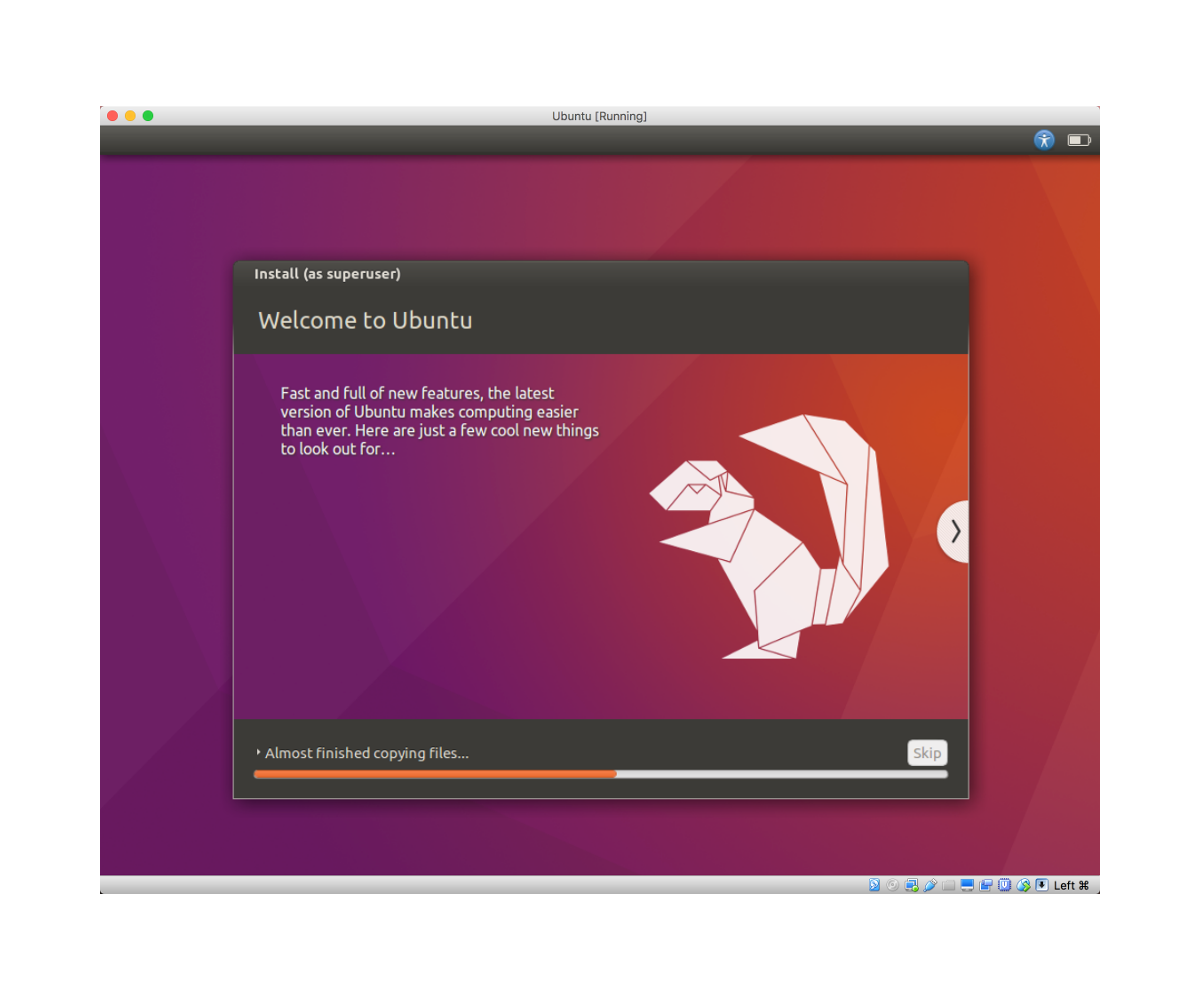 Ubuntu [Running]
Install (as superuser)
Welcome to Ubuntu
Fast and full of new features, the latest
version of Ubuntu makes computing easier
than ever. Here are just a few cool new things
to look out for...
Almost finished copying files...
Skip
Left ⌘